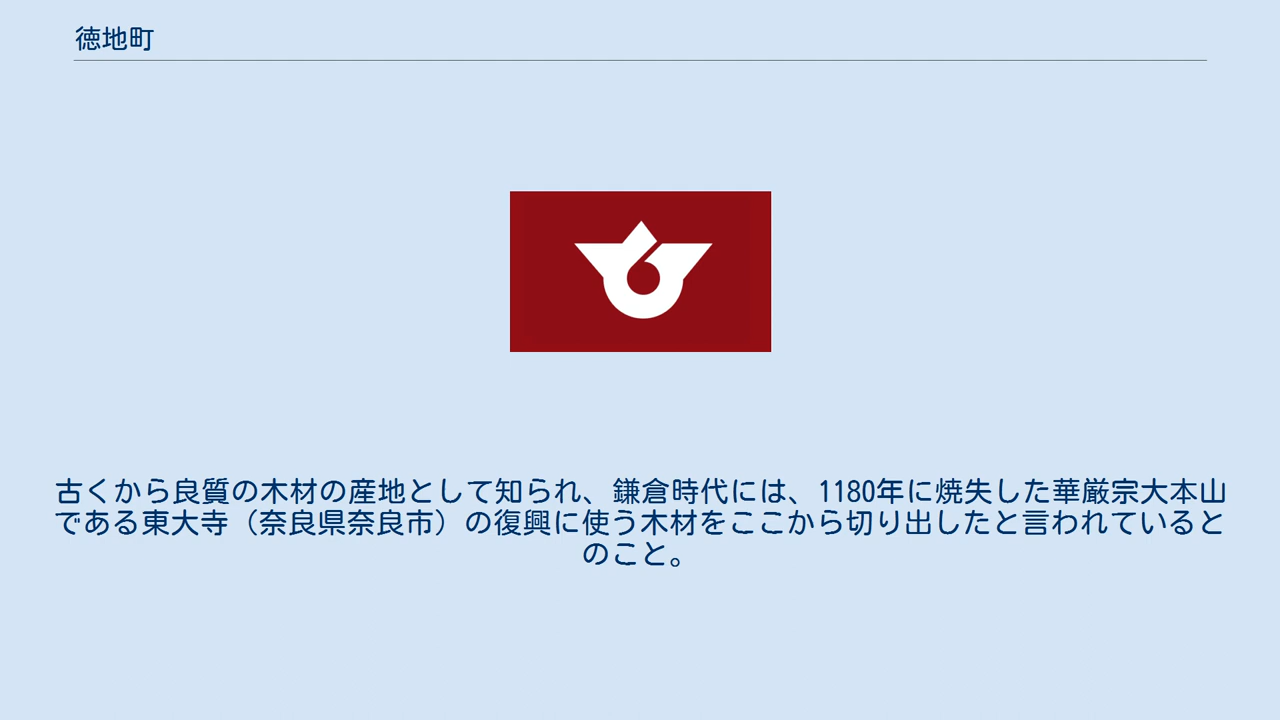 徳地町
古くから良質の木材の産地として知られ、鎌倉時代には、1180年に焼失した華厳宗大本山
である東大寺（奈良県奈良市）の復興に使う木材をここから切り出したと言われていると
のこと。